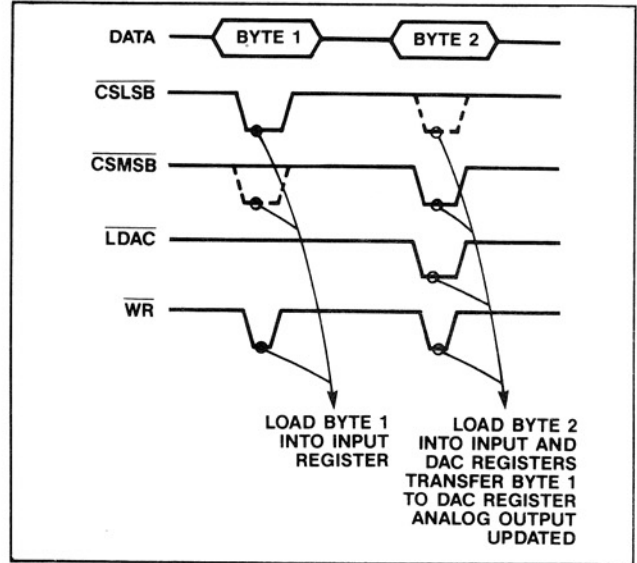 DATA BYTE 1 BYTE 2
CSLSB
CSMSB
LDAC
WR
LOAD BYTE 1
INTO INPUT
REGISTER
LOAD BYTE 2
INTO INPUT AND
DAC REGISTERS
TRANSFER BYTE 1
TO DAC REGISTER
ANALOG OUTPUT
UPDATED